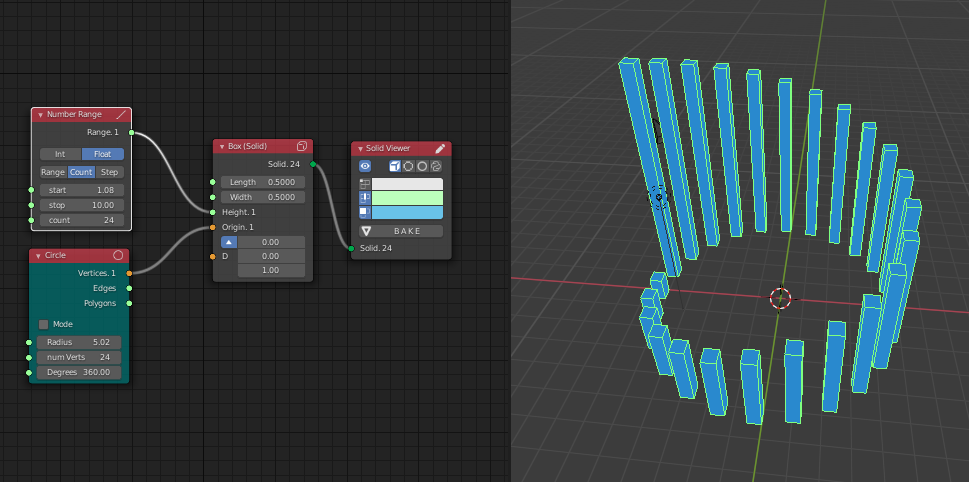 Number Range
Range. 1
Int Float
Range Count Step
start 1.08
stop 10.00
count 24
Circle
Vertices. 1
Edges
Polygons
Mode
Radius 5.02
num Verts 24
Degrees 360.00
Box (Solid)
Solid. 24
Length 0.5000
Width 0.5000
Height. 1
Origin. 1
0.00
D 0.00
1.00
Solid Viewer
BAKE
Solid. 24